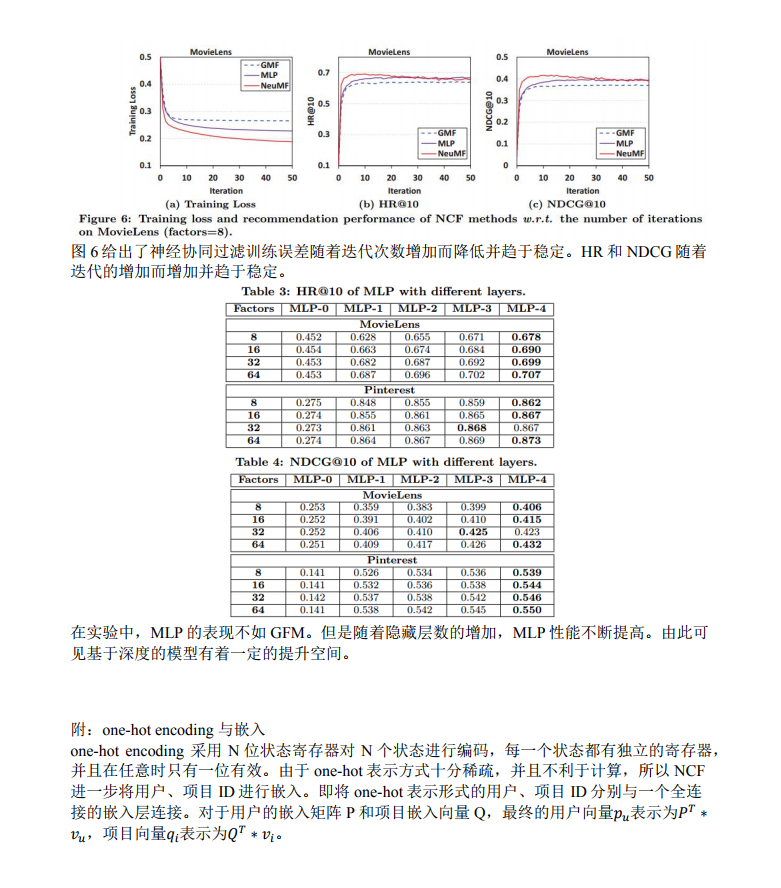 MovieLens MovieLens MovieLens
0.5 0.4 0.3 0.2 0.1
Training Loss
GMF
MLP
NeuMF
0 10 20 30 40 50
Iteration
0.7 0.5 0.3 0.1
HR@10
GMF
MLP
NeuMF
0 10 20 30 40 50
Iteration
0.5 0.4 0.3 0.2 0.1 0
NDCG@10
GMF
MLP
NeuMF
0 10 20 30 40 50
Iteration
(a) Training Loss (b) HR@10 (c) NDCG@10
Figure 6: Training loss and recommendation performance of NCF methods w.r.t. the number of iterations
on MovieLens (factors=8).
图 6 给出了神经协同过滤训练误差随着迭代次数增加而降低并趋于稳定。HR 和 NDCG 随着
迭代的增加而增加并趋于稳定。
Table 3: HR@10 of MLP with different layers.
Factors MLP-0 MLP-1 MLP-2 MLP-3 MLP-4
MovieLens
8 0.452 0.628 0.655 0.671 0.678
16 0.454 0.663 0.674 0.684 0.690
32 0.453 0.682 0.687 0.692 0.699
64 0.453 0.687 0.696 0.702 0.707
Pinterest
8 0.275 0.848 0.855 0.859 0.862
16 0.274 0.855 0.861 0.865 0.867
32 0.273 0.861 0.863 0.868 0.867
64 0.274 0.864 0.867 0.869 0.873
Table 4: NDCG@10 of MLP with different layers.
Factors MLP-0 MLP-1 MLP-2 MLP-3 MLP-4
MovieLens
8 0.253 0.359 0.383 0.399 0.406
16 0.252 0.391 0.402 0.410 0.415
32 0.252 0.406 0.410 0.425 0.423
64 0.251 0.409 0.417 0.426 0.432
Pinterest
8 0.141 0.526 0.534 0.536 0.539
16 0.141 0.532 0.536 0.538 0.544
32 0.142 0.537 0.538 0.542 0.546
64 0.141 0.538 0.542 0.545 0.550
在实验中，MLP 的表现不如 GFM。但是随着隐藏层数的增加，MLP 性能不断提高。由此可
见基于深度的模型有着一定的提升空间。
附：one-hot encoding 与嵌入
one-hot encoding 采用 N 位状态寄存器对 N 个状态进行编码，每一个状态都有独立的寄存器，
并且在任意时只有一位有效。由于 one-hot 表示方式十分稀疏，并且不利于计算，所以 NCF
进一步将用户、项目 ID 进行嵌入。即将 one-hot 表示形式的用户、项目 ID 分别与一个全连
接的嵌入层连接。对于用户的嵌入矩阵 P 和项目嵌入向量 Q，最终的用户向量p_u表示为P^T *
v_u，项目向量q_i表示为Q^T * v_i。